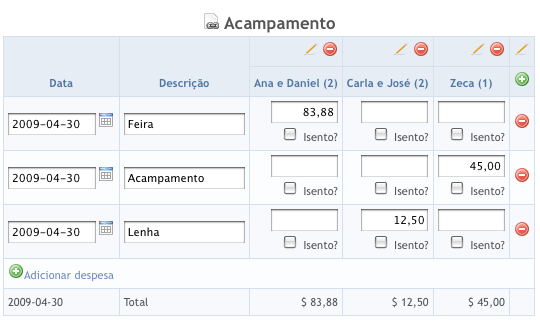 Acampamento
Data Descrição Ana e Daniel (2) Carla e José (2) Zeca (1)
2009-04-30 Feira 83,88
Isento? Isento? Isento?
2009-04-30 Acampamento 45,00
Isento? Isento? Isento?
2009-04-30 Lenha 12,50
Isento? Isento? Isento?
Adicionar despesa
2009-04-30 Total $ 83,88 $ 12,50 $ 45,00